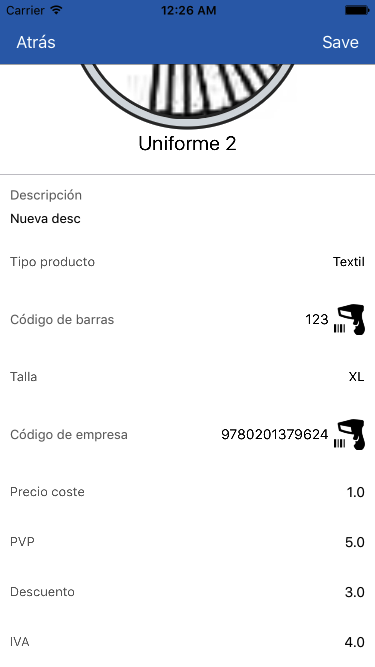 Carrier 12:26 AM
Atrás Save
Uniforme 2
Descripción
Nueva desc
Tipo producto Textil
Código de barras 123
Talla XL
Código de empresa 9780201379624
Precio coste 1.0
PVP 5.0
Descuento 3.0
IVA 4.0